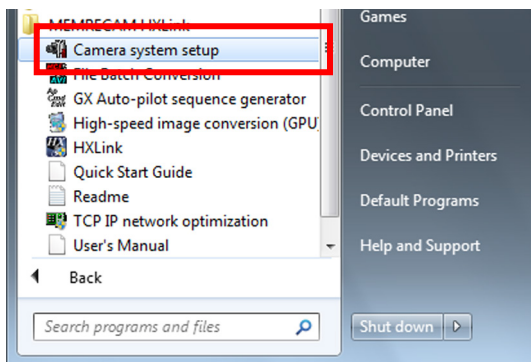 MEMRECAM HXLink
Camera system setup
File Batch Conversion
GX Auto-pilot sequence generator
High-speed image conversion (GPU
HXLink
Quick Start Guide
Readme
TCP IP network optimization
User's Manual
Back
Search programs and files
Games
Computer
Control Panel
Devices and Printers
Default Programs
Help and Support
Shut down